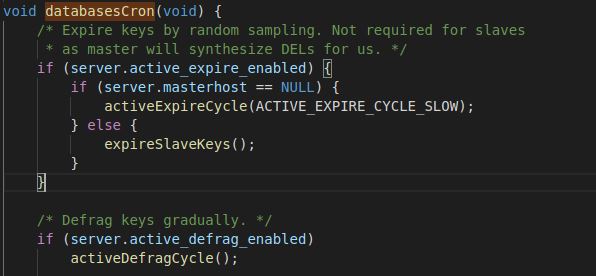 void databasesCron(void) {
    /* Expire keys by random sampling. Not required for slaves
     * as master will synthesize DELs for us. */
    if (server.active_expire_enabled) {
        if (server.masterhost == NULL) {
            activeExpireCycle(ACTIVE_EXPIRE_CYCLE_SLOW);
        } else {
            expireSlaveKeys();
        }
    }

    /* Defrag keys gradually. */
    if (server.active_defrag_enabled)
        activeDefragCycle();